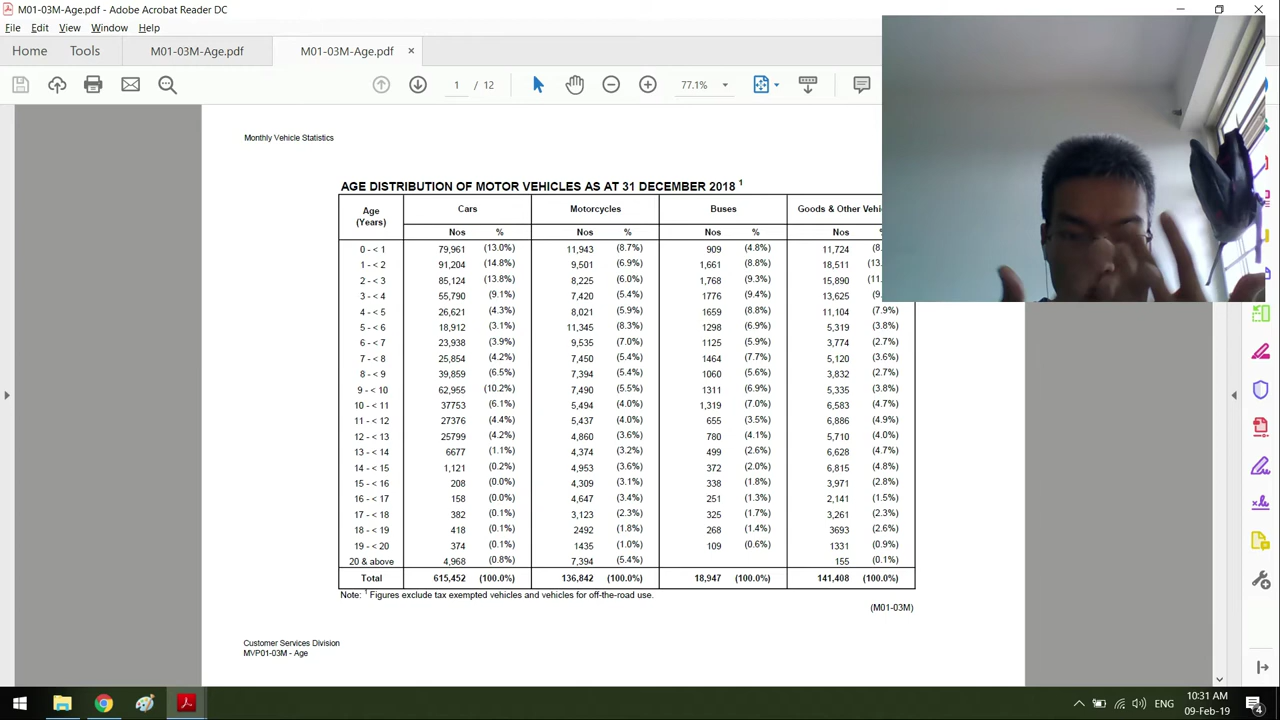 M01-03M-Age.pdf - Adobe Acrobat Reader DC
File Edit View Window Help
Home Tools M01-03M-Age.pdf M01-03M-Age.pdf ×
1 / 12 77.1%
Monthly Vehicle Statistics
AGE DISTRIBUTION OF MOTOR VEHICLES AS AT 31 DECEMBER 2018 1
Age (Years) Cars Motorcycles Buses Goods & Other Vehi
Nos % Nos % Nos % Nos %
0 - < 1 79,961 (13.0%) 11,943 (8.7%) 909 (4.8%) 11,724 (8.
1 - < 2 91,204 (14.8%) 9,501 (6.9%) 1,661 (8.8%) 18,511 (13.
2 - < 3 85,124 (13.8%) 8,225 (6.0%) 1,768 (9.3%) 15,890 (11.
3 - < 4 55,790 (9.1%) 7,420 (5.4%) 1776 (9.4%) 13,625 (9.
4 - < 5 26,621 (4.3%) 8,021 (5.9%) 1659 (8.8%) 11,104 (7.9%)
5 - < 6 18,912 (3.1%) 11,345 (8.3%) 1298 (6.9%) 5,319 (3.8%)
6 - < 7 23,938 (3.9%) 9,535 (7.0%) 1125 (5.9%) 3,774 (2.7%)
7 - < 8 25,854 (4.2%) 7,450 (5.4%) 1464 (7.7%) 5,120 (3.6%)
8 - < 9 39,859 (6.5%) 7,394 (5.4%) 1060 (5.6%) 3,832 (2.7%)
9 - < 10 62,955 (10.2%) 7,490 (5.5%) 1311 (6.9%) 5,335 (3.8%)
10 - < 11 37753 (6.1%) 5,494 (4.0%) 1,319 (7.0%) 6,583 (4.7%)
11 - < 12 27376 (4.4%) 5,437 (4.0%) 655 (3.5%) 6,886 (4.9%)
12 - < 13 25799 (4.2%) 4,860 (3.6%) 780 (4.1%) 5,710 (4.0%)
13 - < 14 6677 (1.1%) 4,374 (3.2%) 499 (2.6%) 6,628 (4.7%)
14 - < 15 1,121 (0.2%) 4,953 (3.6%) 372 (2.0%) 6,815 (4.8%)
15 - < 16 208 (0.0%) 4,309 (3.1%) 338 (1.8%) 3,971 (2.8%)
16 - < 17 158 (0.0%) 4,647 (3.4%) 251 (1.3%) 2,141 (1.5%)
17 - < 18 382 (0.1%) 3,123 (2.3%) 325 (1.7%) 3,261 (2.3%)
18 - < 19 418 (0.1%) 2492 (1.8%) 268 (1.4%) 3693 (2.6%)
19 - < 20 374 (0.1%) 1435 (1.0%) 109 (0.6%) 1331 (0.9%)
20 & above 4,968 (0.8%) 7,394 (5.4%) 155 (0.1%)
Total 615,452 (100.0%) 136,842 (100.0%) 18,947 (100.0%) 141,408 (100.0%)
Note: 1 Figures exclude tax exempted vehicles and vehicles for off-the-road use.
(M01-03M)
Customer Services Division
MVP01-03M - Age
ENG 10:31 AM
09-Feb-19
4